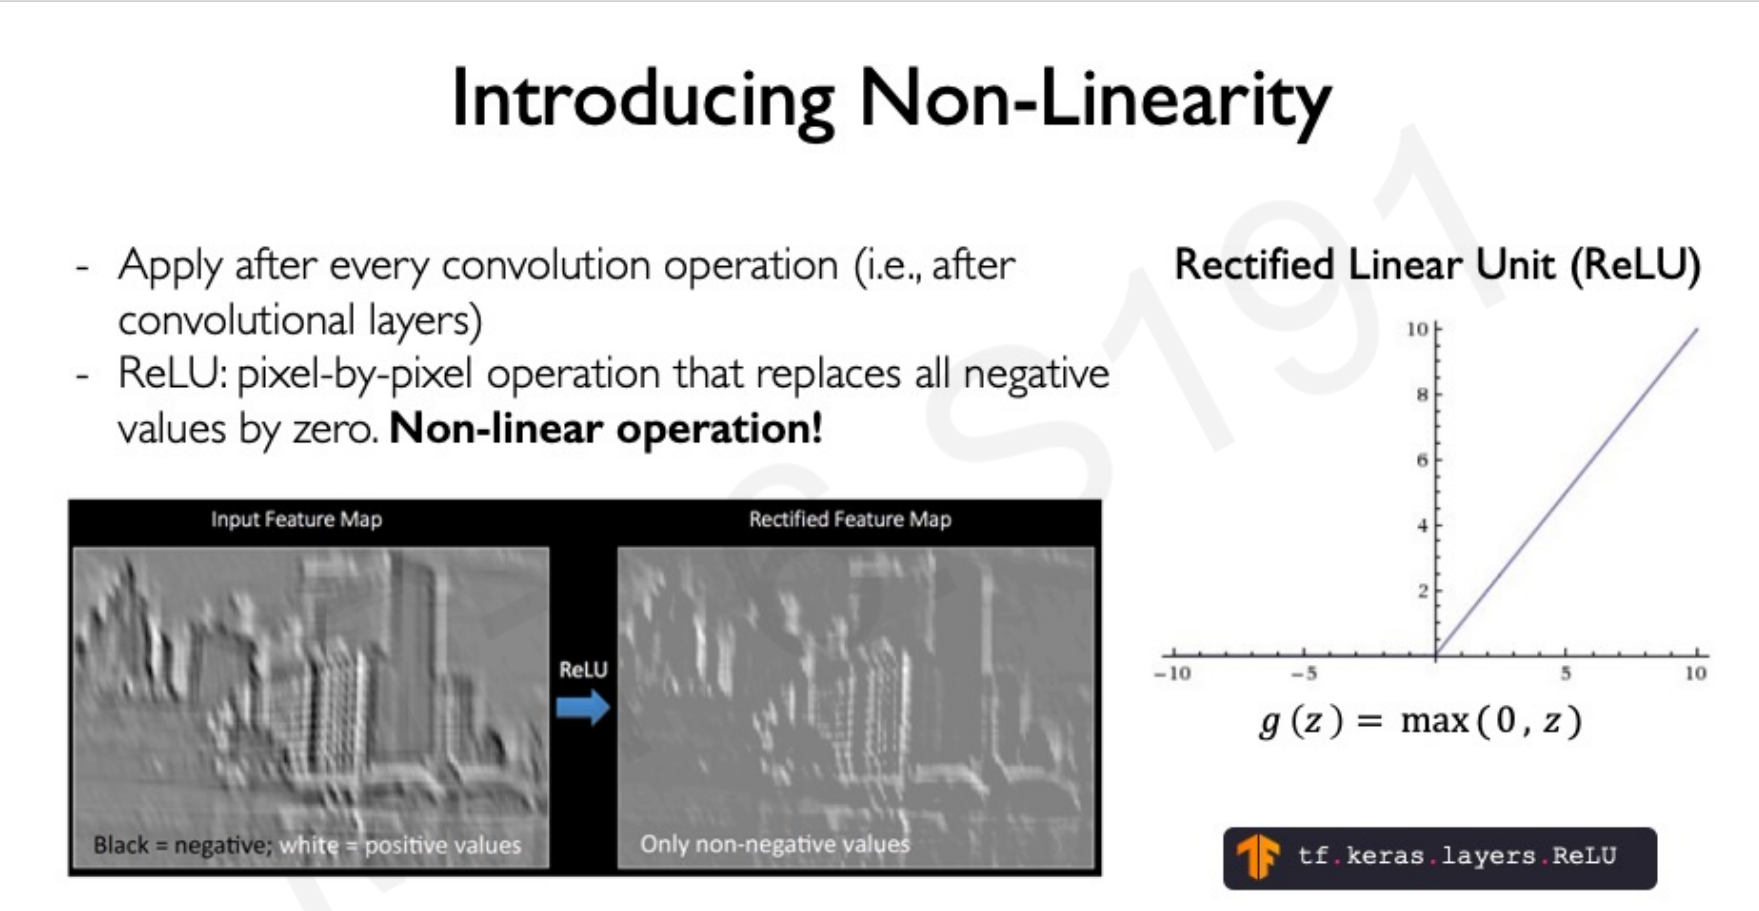 Introducing Non-Linearity
- Apply after every convolution operation (i.e., after
convolutional layers)
- ReLU: pixel-by-pixel operation that replaces all negative
values by zero. Non-linear operation!
Input Feature Map
Rectified Feature Map
ReLU
Black = negative; white = positive values
Only non-negative values
Rectified Linear Unit (ReLU)
10
8
6
4
2
-10 -5 5 10
g (z) = max(0, z)
tf.keras.layers.ReLU
S191